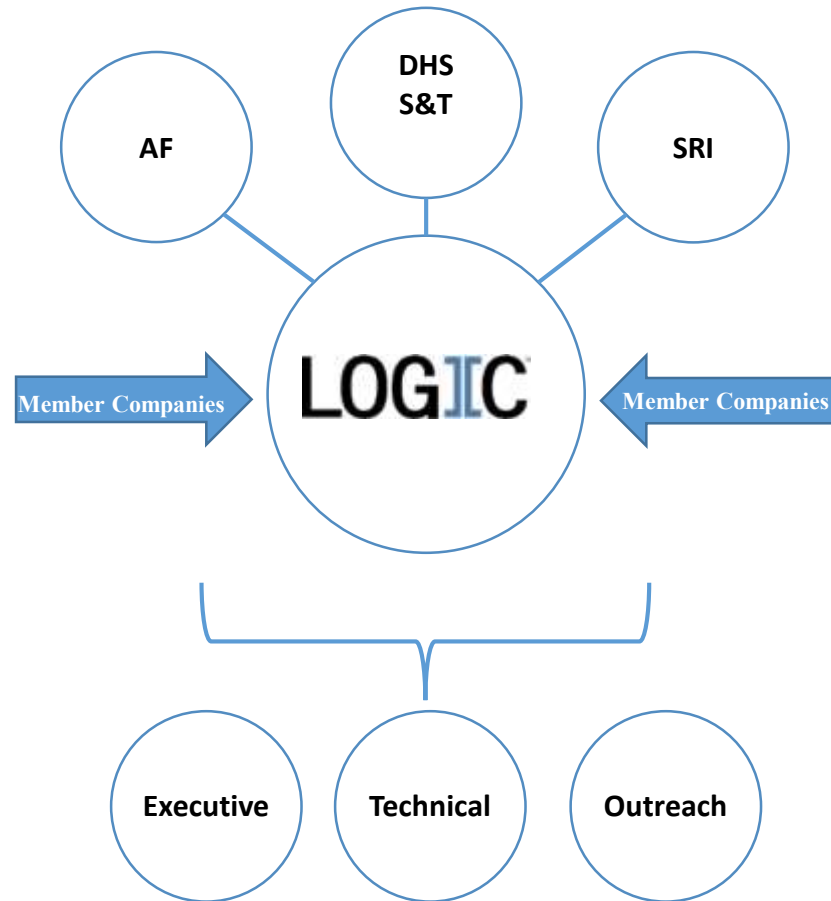 DHS
S&T
AF
SRI
LOGIIC
Member Companies
Member Companies
Executive
Technical
Outreach